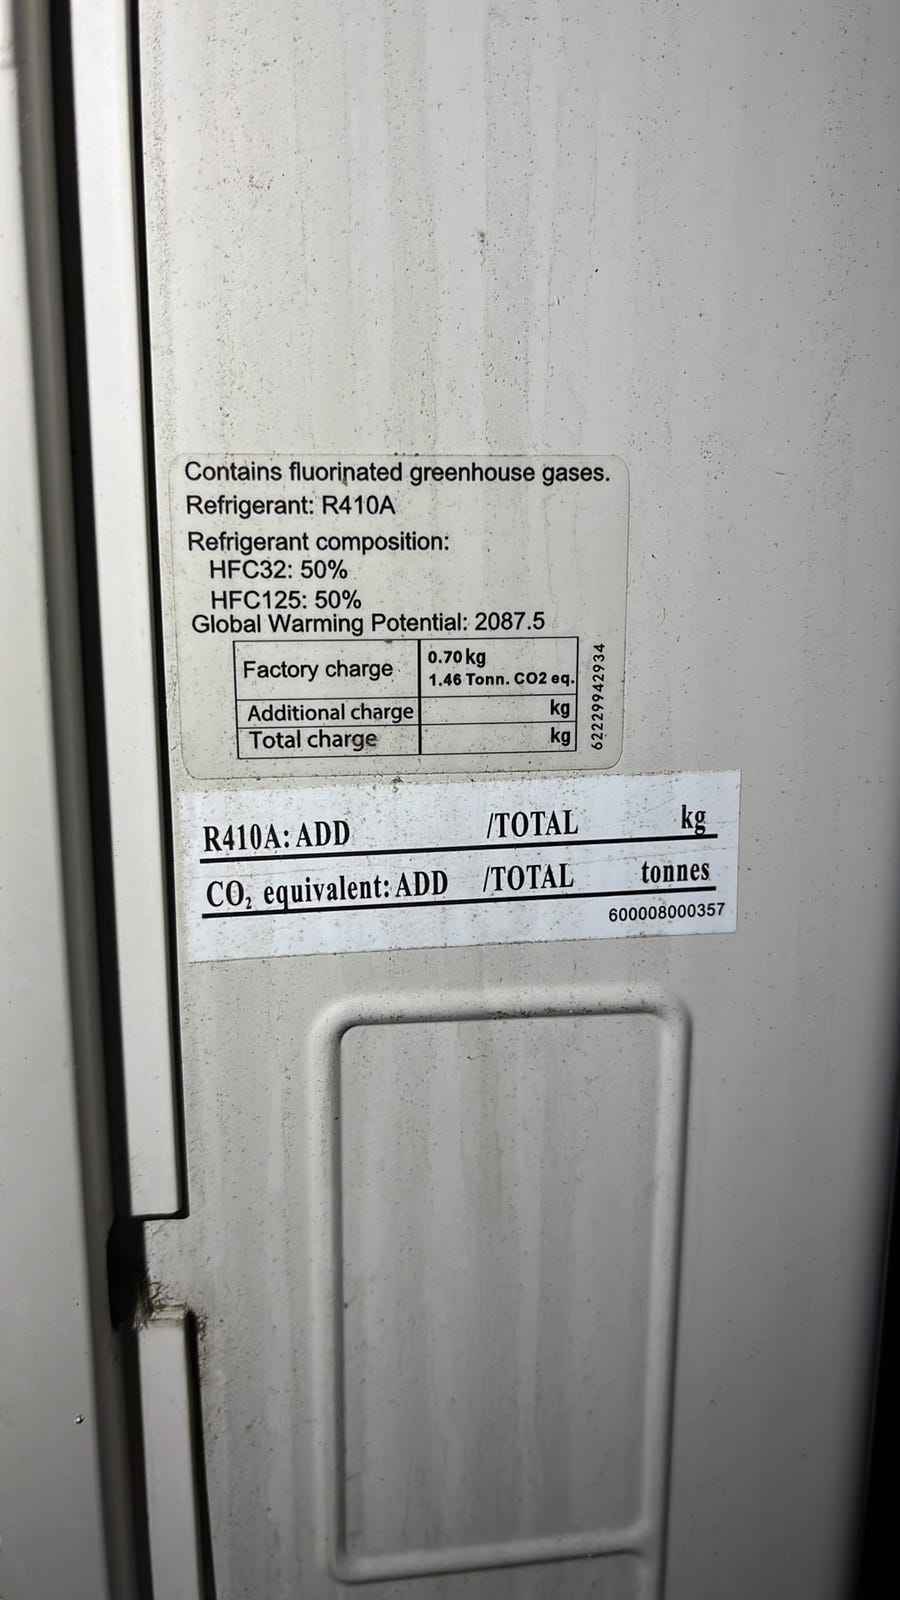 Contains fluorinated greenhouse gases.
Refrigerant: R410A
Refrigerant composition:
HFC32: 50%
HFC125: 50%
Global Warming Potential: 2087.5
Factory charge 0.70 kg
1.46 Tonn. CO2 eq.
Additional charge kg
Total charge kg
62229942934
R410A: ADD /TOTAL kg
CO₂ equivalent: ADD /TOTAL tonnes
600008000357